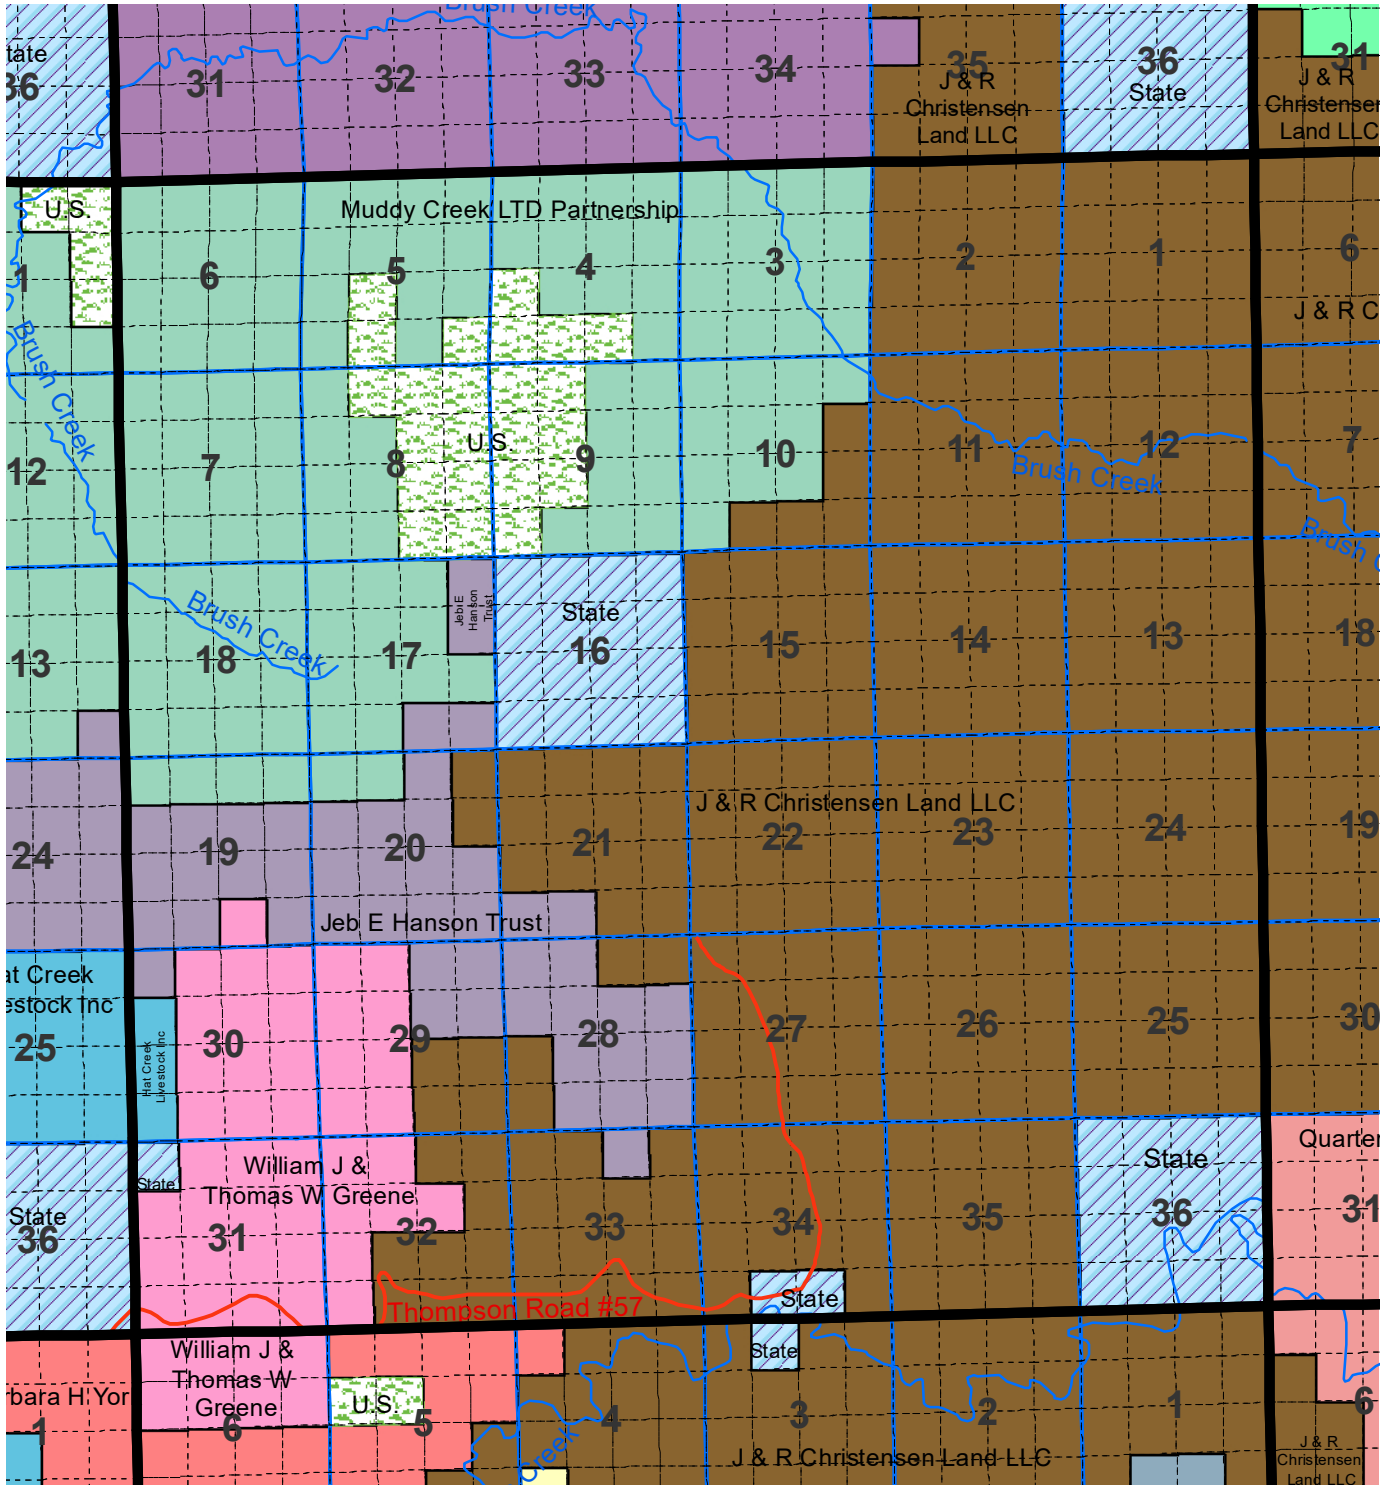 Brush Creek
tate
36
31
32
33
34
35
J & R
Christensen
Land LLC
36
State
31
J & R
Christensen
Land LLC
U.S.
Muddy Creek LTD Partnership
1
6
5
4
3
2
1
6
J & R C
Brush Creek
12
7
8
U.S.
9
10
11
12
Brush Creek
7
Brush C
13
18
Brush Creek
17
Jeb E
Hanson
Trust
State
16
15
14
13
18
24
19
20
21
J & R Christensen Land LLC
22
23
24
19
Jeb E Hanson Trust
at Creek
estock Inc
25
Hat Creek
Livestock Inc
30
29
28
27
26
25
30
State
36
State
William J &
Thomas W Greene
31
32
33
34
35
State
36
Quarter
31
Thompson Road #57
State
rbara H Yor
1
William J &
Thomas W
Greene
6
U.S.
5
Creek
4
State
3
J & R Christensen Land LLC
2
1
6
J & R
Christensen
Land LLC